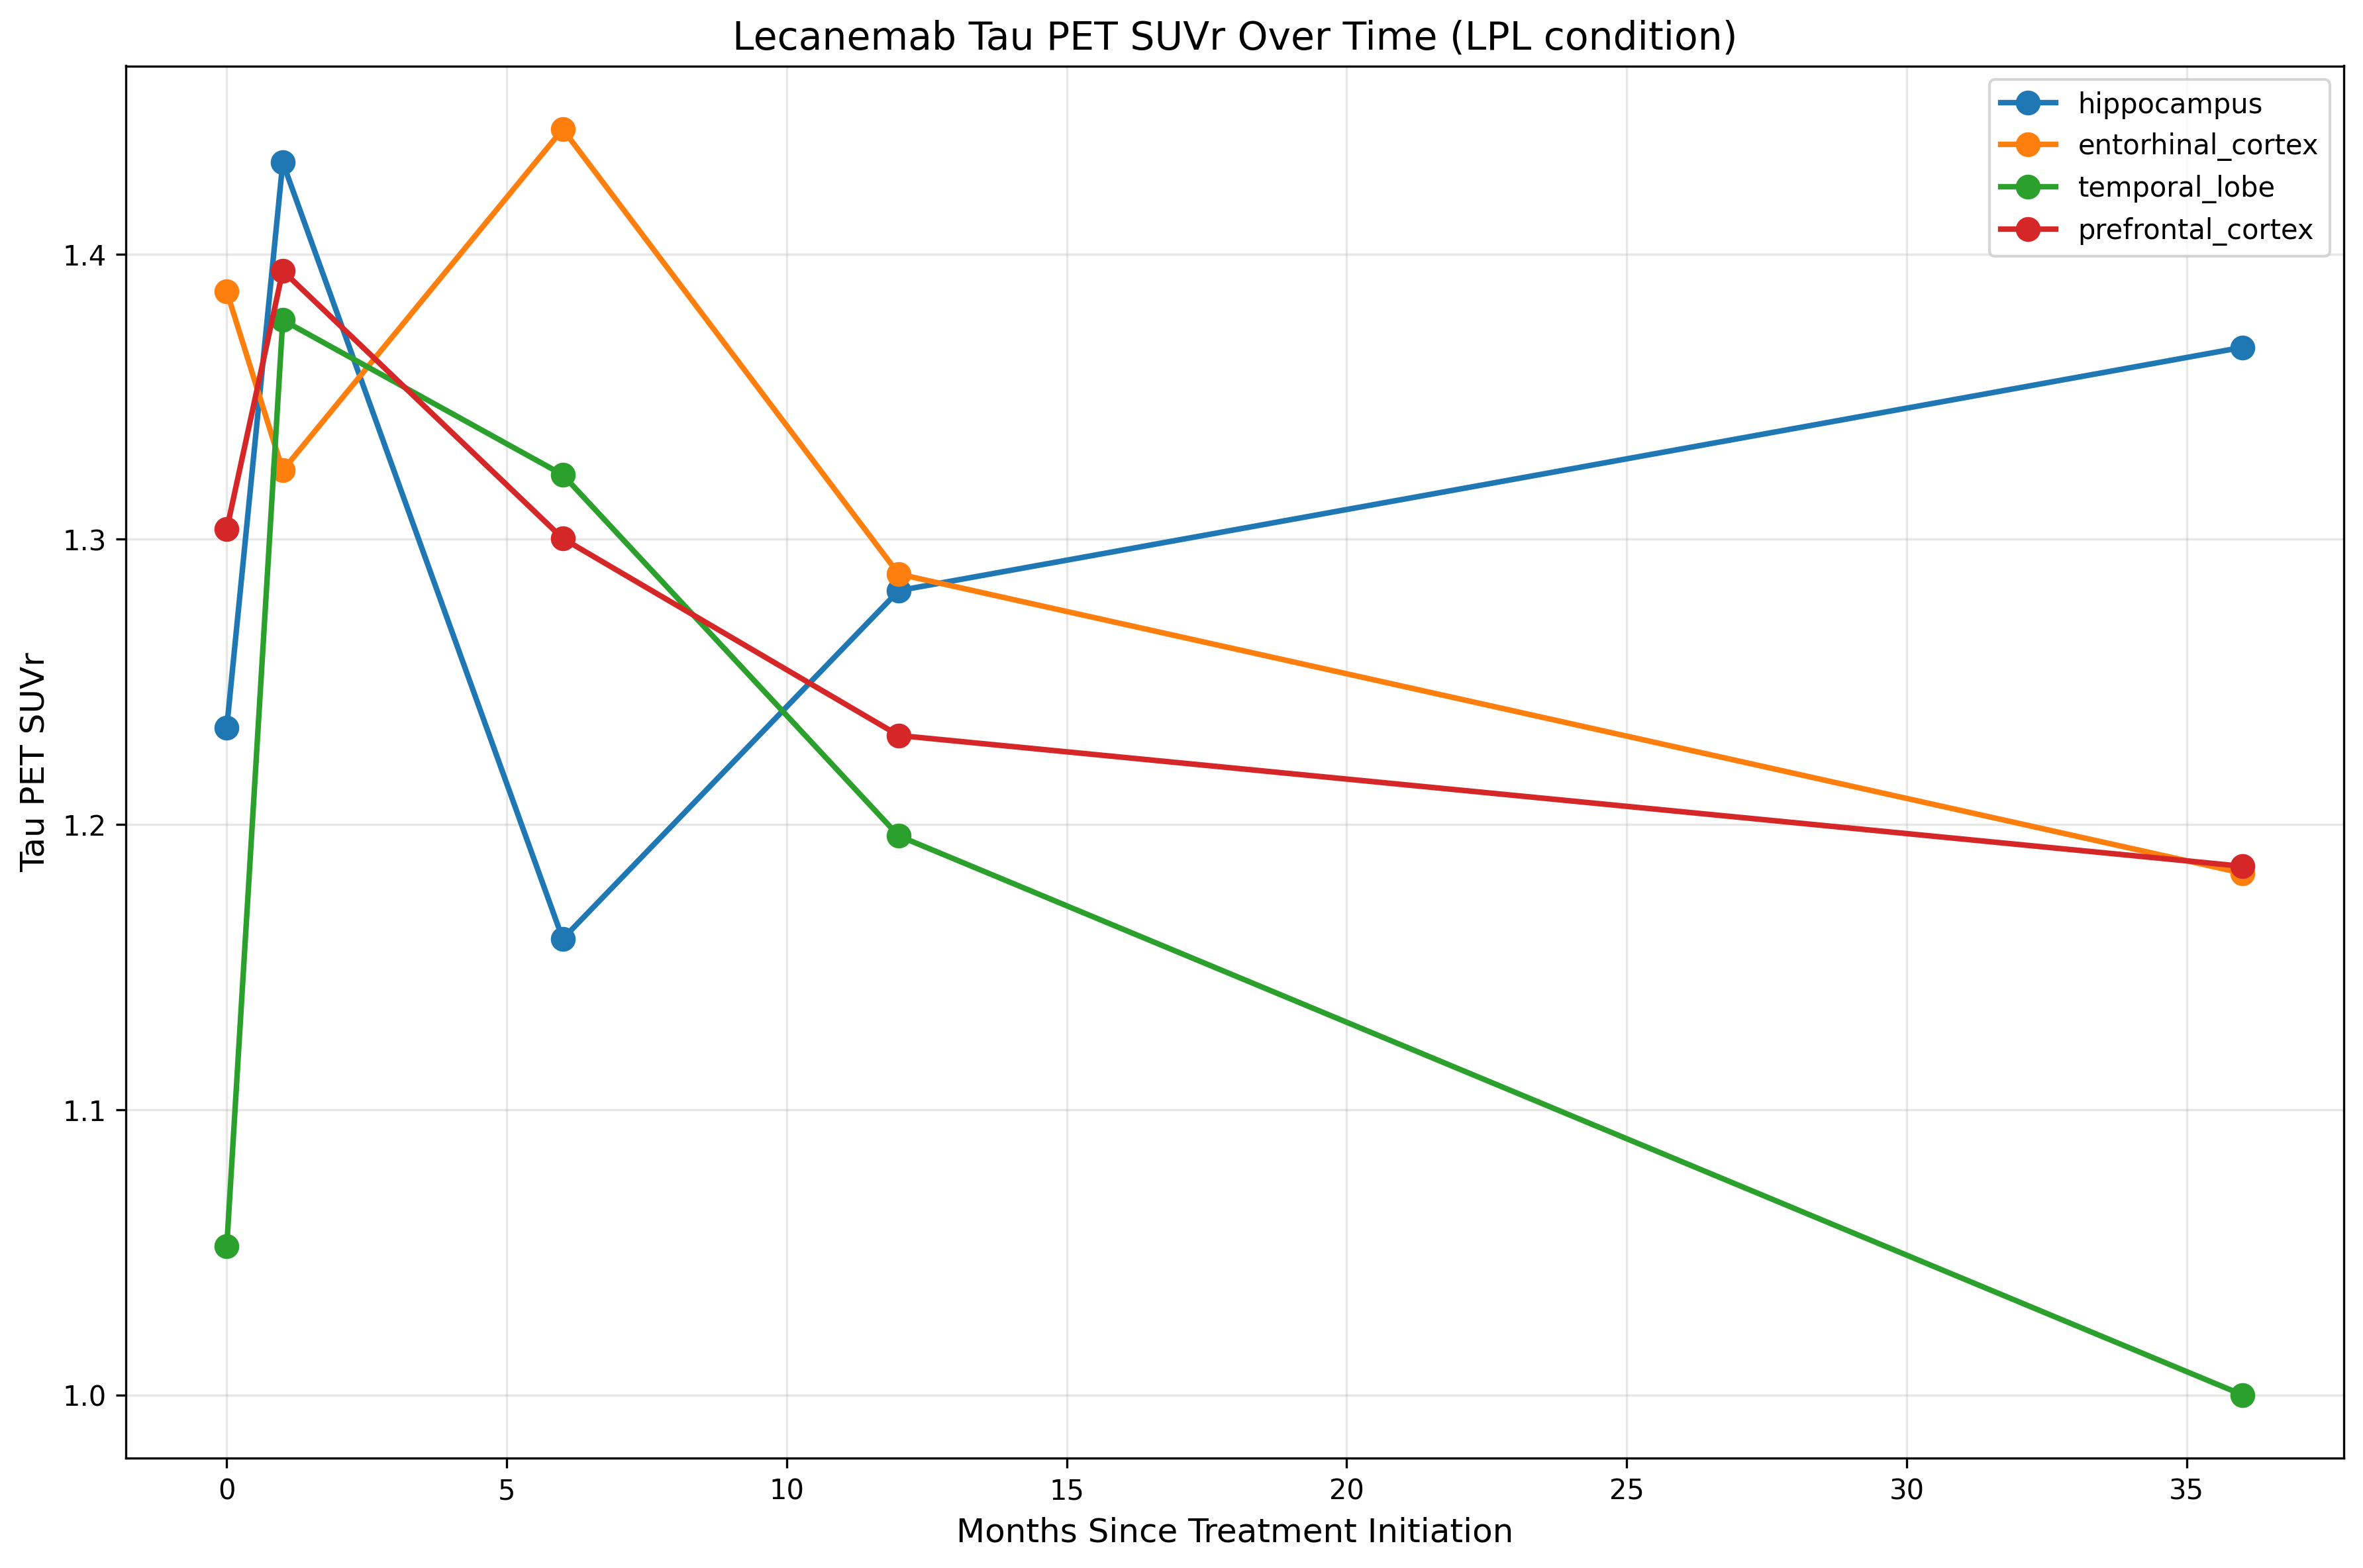 Lecanemab Tau PET SUVr Over Time (LPL condition)
hippocampus
entorhinal_cortex
temporal_lobe
prefrontal_cortex
Tau PET SUVr
1.4
1.3
1.2
1.1
1.0
0 5 10 15 20 25 30 35
Months Since Treatment Initiation